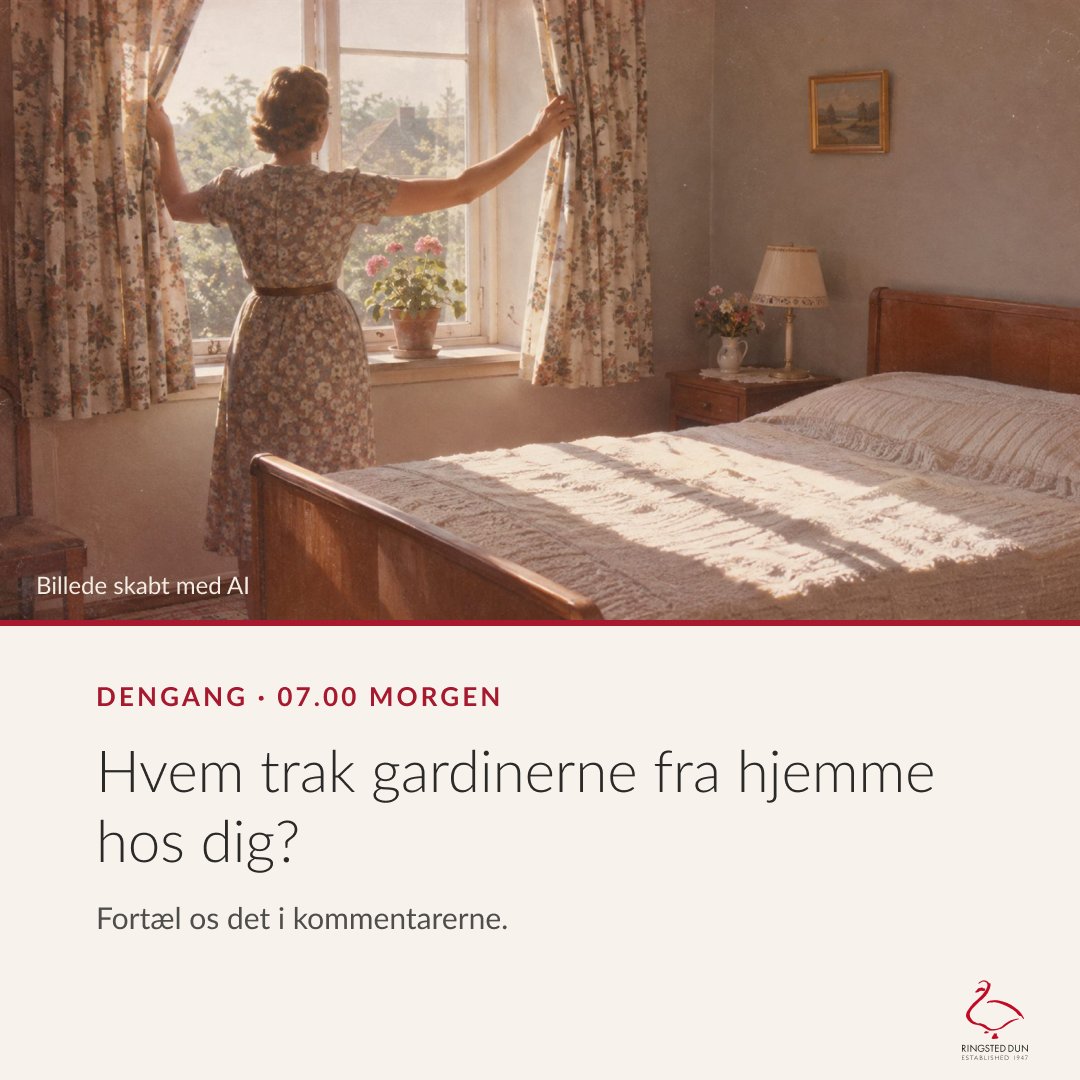 Billede skabt med AI
DENGANG · 07.00 MORGEN
Hvem trak gardinerne fra hjemme
hos dig?
Fortæl os det i kommentarerne.
RINGSTED DUN
ESTABLISHED 1947